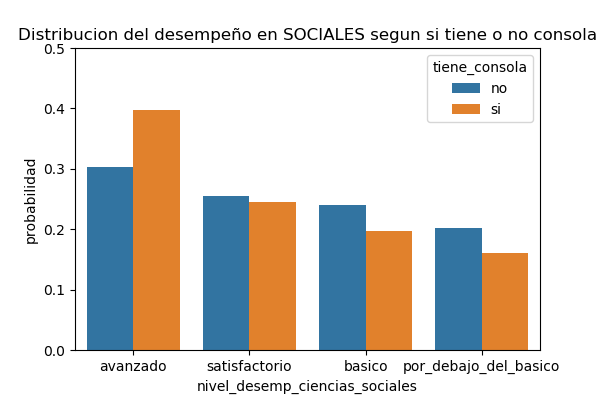 Distribucion del desempeño en SOCIALES segun si tiene o no consola
0.5
0.4
0.3
0.2
0.1
0.0
probabilidad
tiene_consola
no
si
avanzado
satisfactorio
basico
por_debajo_del_basico
nivel_desemp_ciencias_sociales